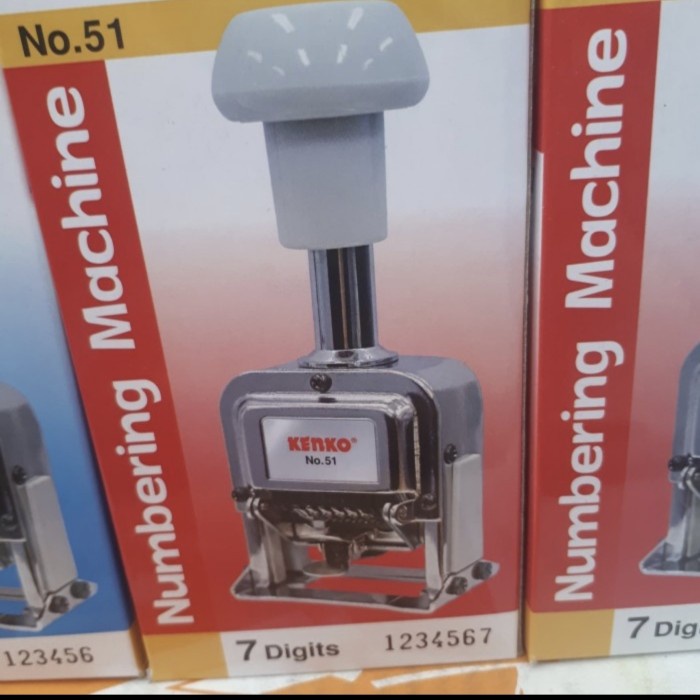 No.51
Numbering Machine
KENKO®
No.51
7 Digits 1234567
123456
Numbering Machine
7 Dig